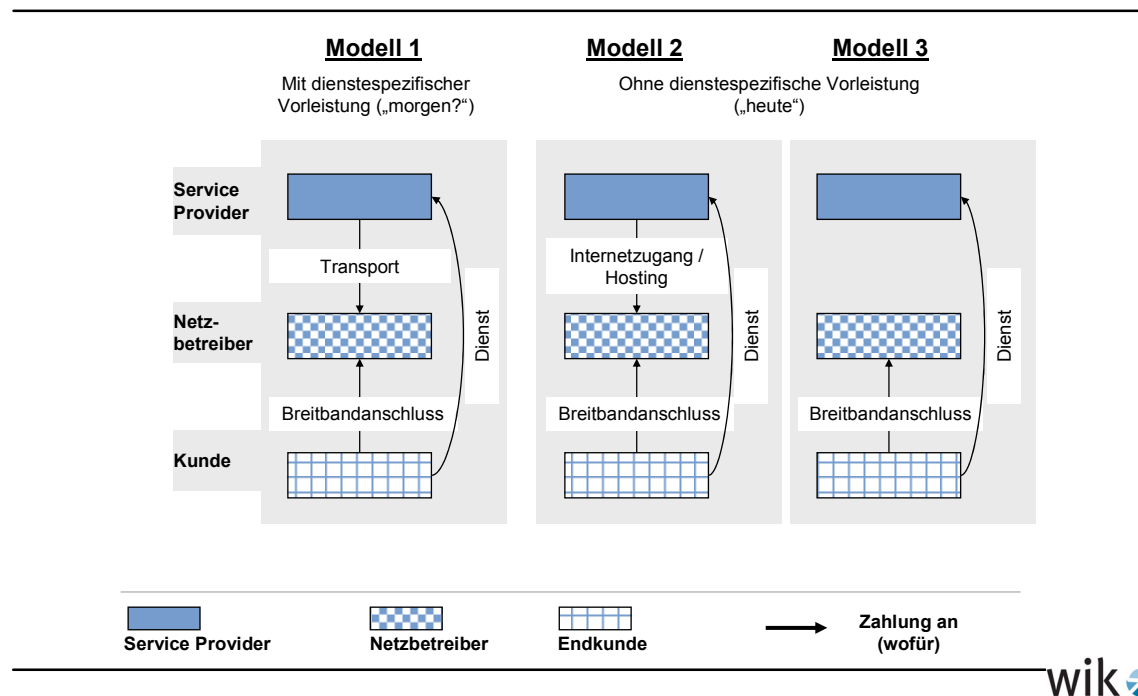 Modell 1
Modell 2
Modell 3
Mit dienstespezifischer
Vorleistung („morgen?“)
Ohne dienstespezifische Vorleistung
(„heute“)
Service
Provider
Transport
Internetzugang /
Hosting
Netz-
betreiber
Dienst
Dienst
Dienst
Breitbandanschluss
Breitbandanschluss
Breitbandanschluss
Kunde
Service Provider
Netzbetreiber
Endkunde
Zahlung an
(wofür)
wik